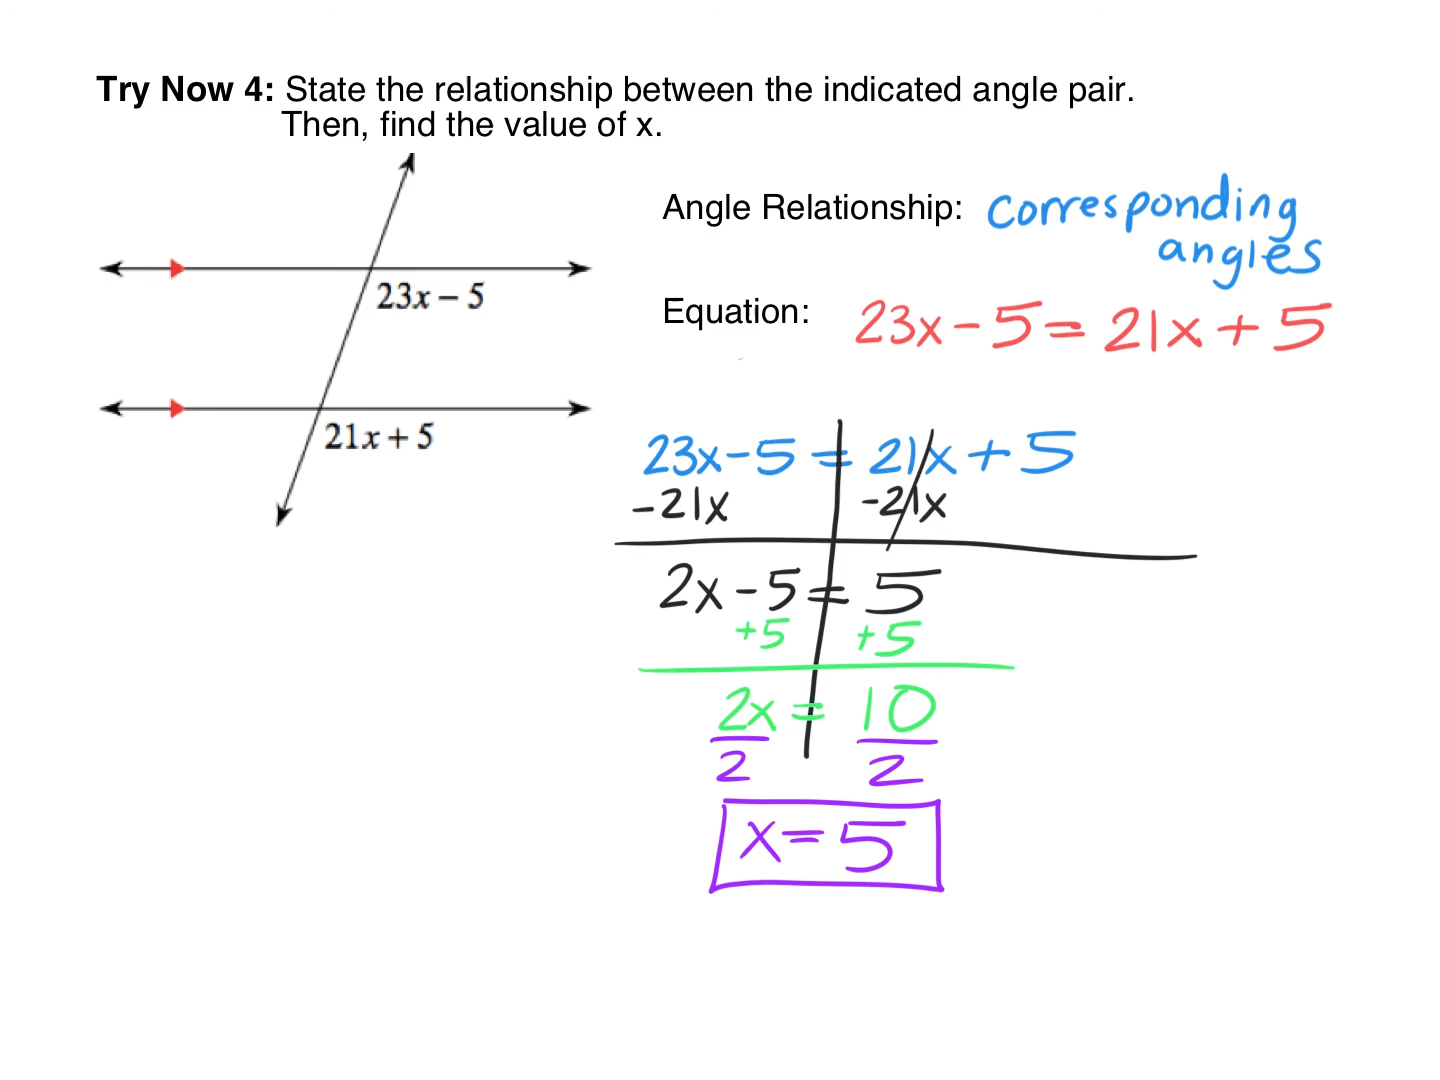 Try Now 4: State the relationship between the indicated angle pair.
Then, find the value of x.
Angle Relationship: corresponding
angles
23x – 5
Equation: 23x - 5 = 21x + 5
21x + 5
23x - 5 = 21x + 5
-21x -21x
2x - 5 = 5
+5 +5
2x = 10
2 2
x = 5